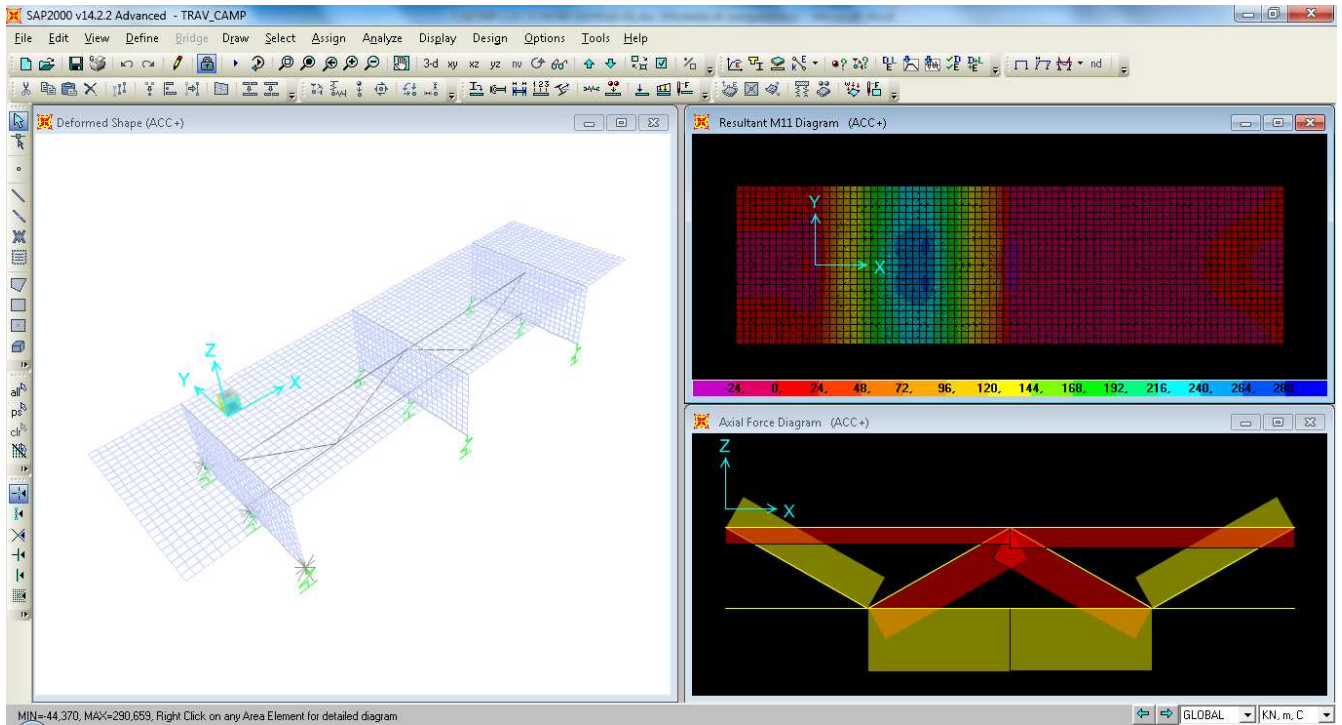 SAP2000 v14.2.2 Advanced - TRAV_CAMP
File Edit View Define Bridge Draw Select Assign Analyze Display Design Options Tools Help
3-d xy xz yz nv
nd
Deformed Shape (ACC+)
Z
Y
X
all
ps
clr
Resultant M11 Diagram (ACC+)
Y
X
-24, 0, 24, 48, 72, 96, 120, 144, 168, 192, 216, 240, 264, 288
Axial Force Diagram (ACC+)
Z
X
MIN=-44,370, MAX=290,659, Right Click on any Area Element for detailed diagram
GLOBAL KN, m, C